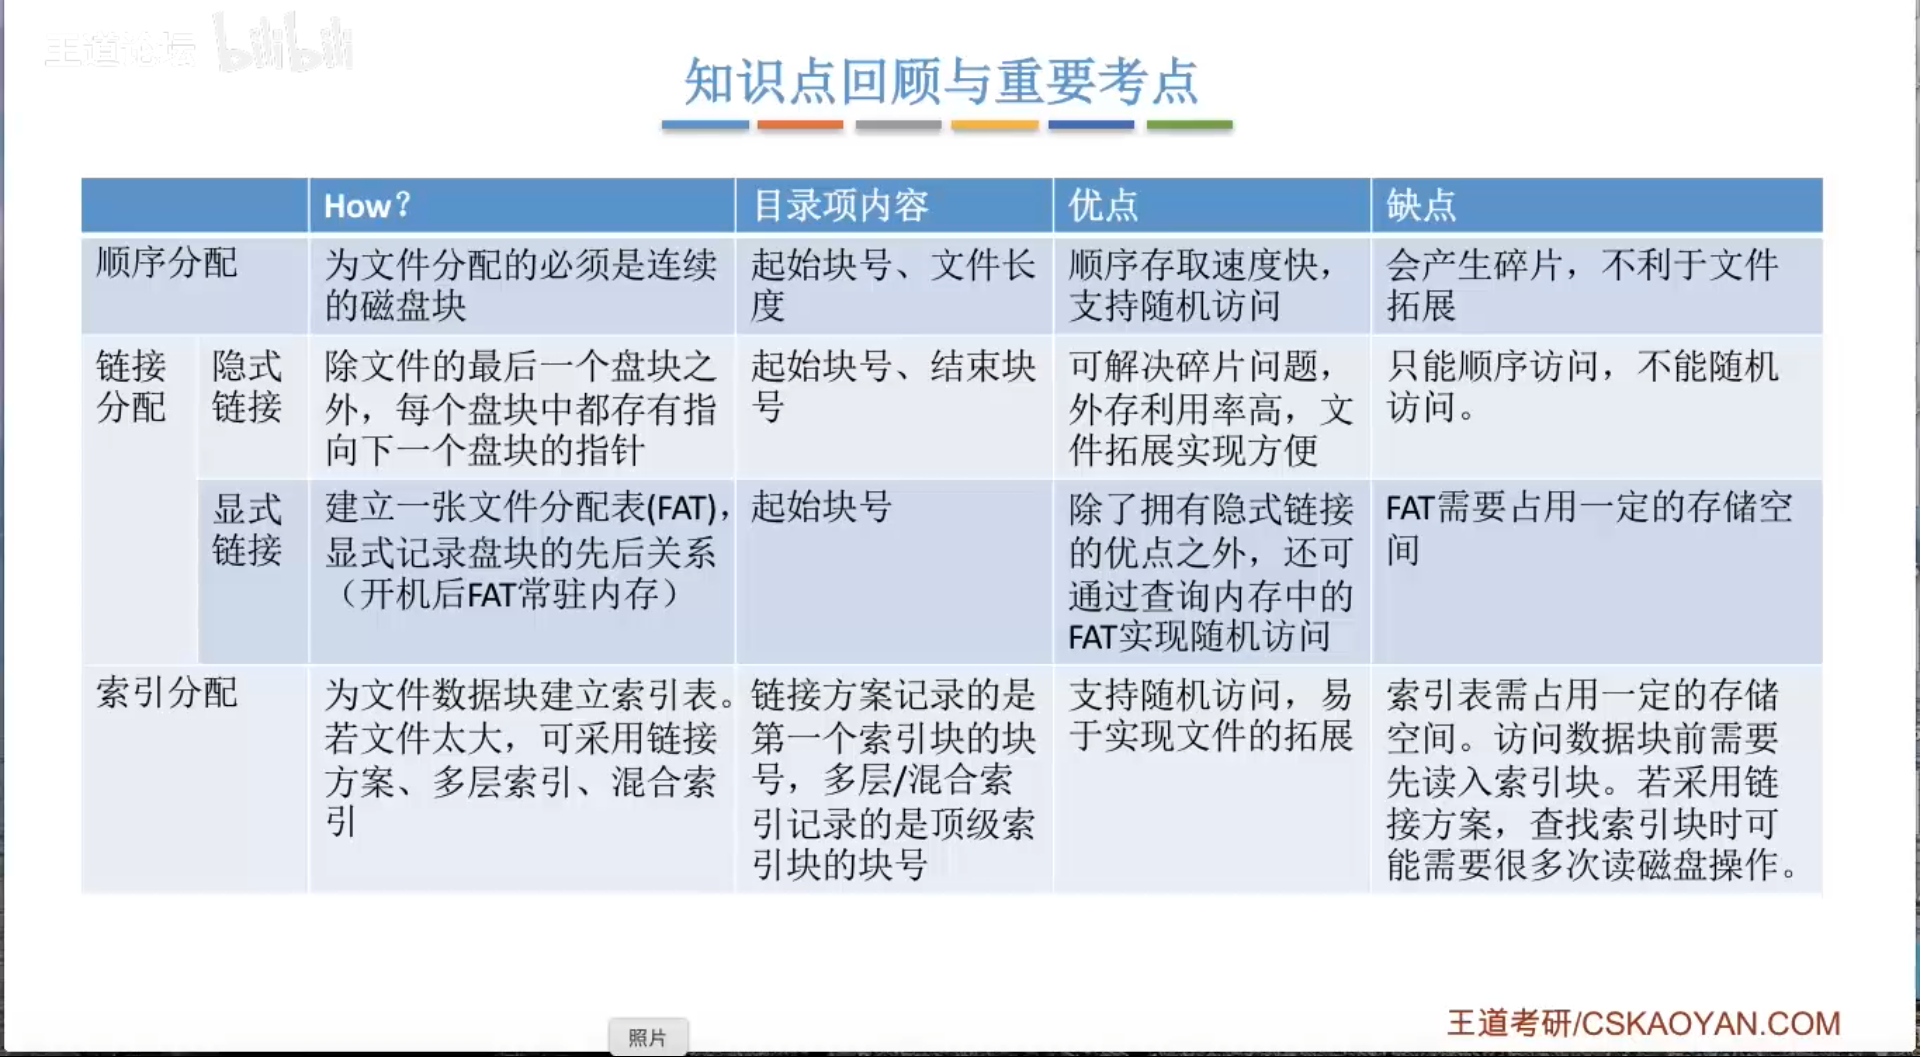 王道论坛 bilibili
知识点回顾与重要考点
How?
目录项内容
优点
缺点
顺序分配
为文件分配的必须是连续
的磁盘块
起始块号、文件长
度
顺序存取速度快，
支持随机访问
会产生碎片，不利于文件
拓展
链接
分配
隐式
链接
除文件的最后一个盘块之
外，每个盘块中都存有指
向下一个盘块的指针
起始块号、结束块
号
可解决碎片问题，
外存利用率高，文
件拓展实现方便
只能顺序访问，不能随机
访问。
显式
链接
建立一张文件分配表(FAT)，
显式记录盘块的先后关系
（开机后FAT常驻内存）
起始块号
除了拥有隐式链接
的优点之外，还可
通过查询内存中的
FAT实现随机访问
FAT需要占用一定的存储空
间
索引分配
为文件数据块建立索引表。
若文件太大，可采用链接
方案、多层索引、混合索
引
链接方案记录的是
第一个索引块的块
号，多层/混合索
引记录的是顶级索
引块的块号
支持随机访问，易
于实现文件的拓展
索引表需占用一定的存储
空间。访问数据块前需要
先读入索引块。若采用链
接方案，查找索引块时可
能需要很多次读磁盘操作。
王道考研/CSKAOYAN.COM
照片